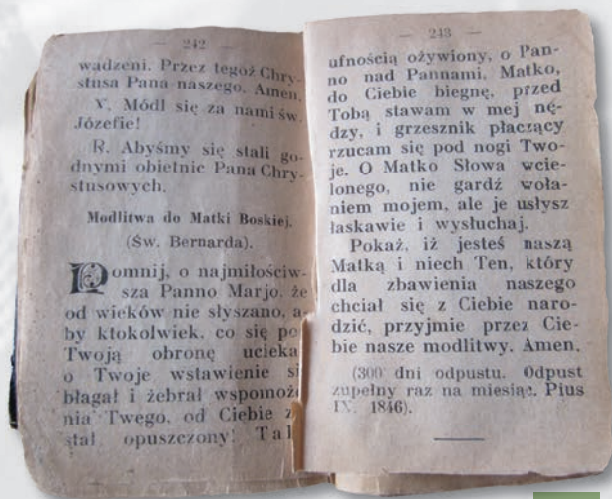 — 242 —
wadzeni. Przez tegoż Chry-
stusa Pana naszego. Amen.
V. Módl się za nami św.
Józefie!
R. Abyśmy się stali go-
dnymi obietnic Pana Chry-
stusowych.
Modlitwa do Matki Boskiej.
(Św. Bernarda).
Pomnij, o najmiłościw-
sza Panno Marjo, że
od wieków nie słyszano, a-
by ktokolwiek, co się po
Twoją obronę ucieka
o Twoje wstawienie si
błagał i żebrał wspomoż
nia Twego, od Ciebie z
stał opuszczony! Tak
— 243 —
ufnością ożywiony, o Pan-
no nad Pannami, Matko,
do Ciebie biegnę, przed
Tobą stawam w mej nę-
dzy, i grzesznik płaczący
rzucam się pod nogi Two-
je. O Matko Słowa wcie-
lonego, nie gardź woła-
niem mojem, ale je usłysz
łaskawie i wysłuchaj.
Pokaż, iż jesteś naszą
Matką i niech Ten, który
dla zbawienia naszego
chciał się z Ciebie naro-
dzić, przyjmie przez Cie-
bie nasze modlitwy. Amen.
(300 dni odpustu. Odpust
zupełny raz na miesiąc. Pius
IX. 1846).